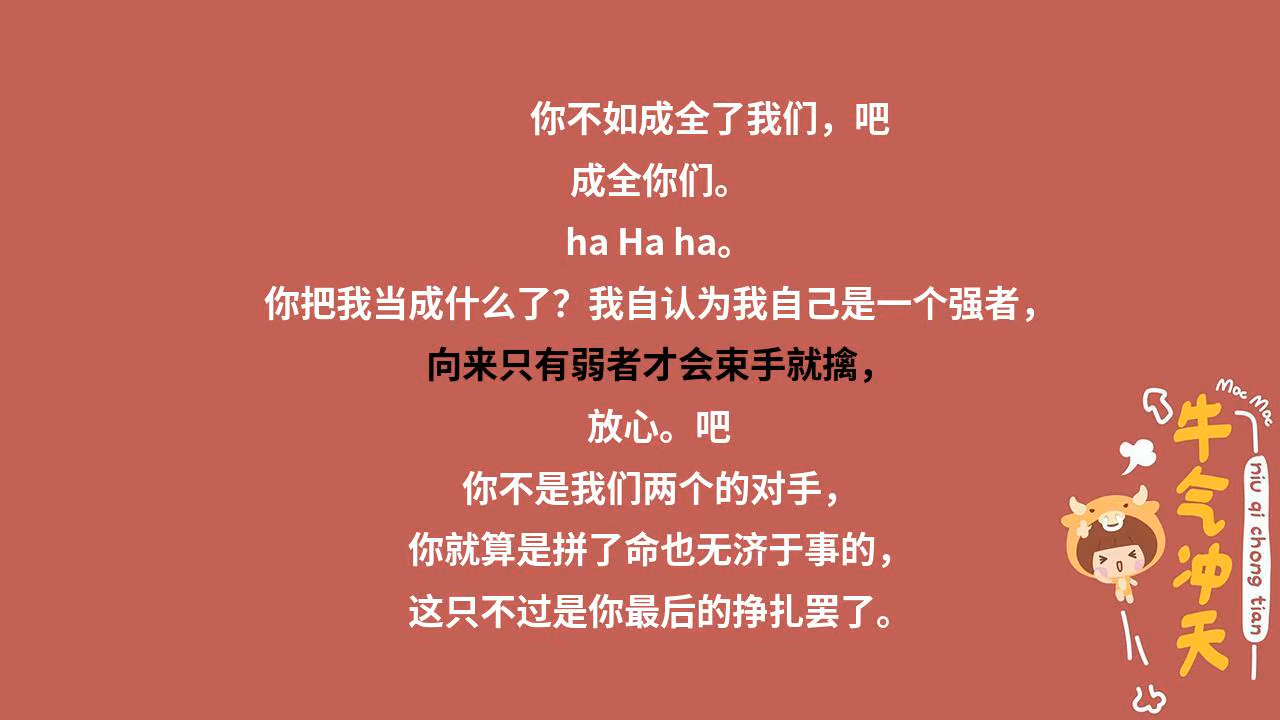 你不如成全了我们，吧
成全你们。
ha Ha ha。
你把我当成什么了？我自认为我自己是一个强者，
向来只有弱者才会束手就擒，
放心。吧
你不是我们两个的对手，
你就算是拼了命也无济于事的，
这只不过是你最后的挣扎罢了。
Moc Moc
牛气冲天
niu qi chong tian